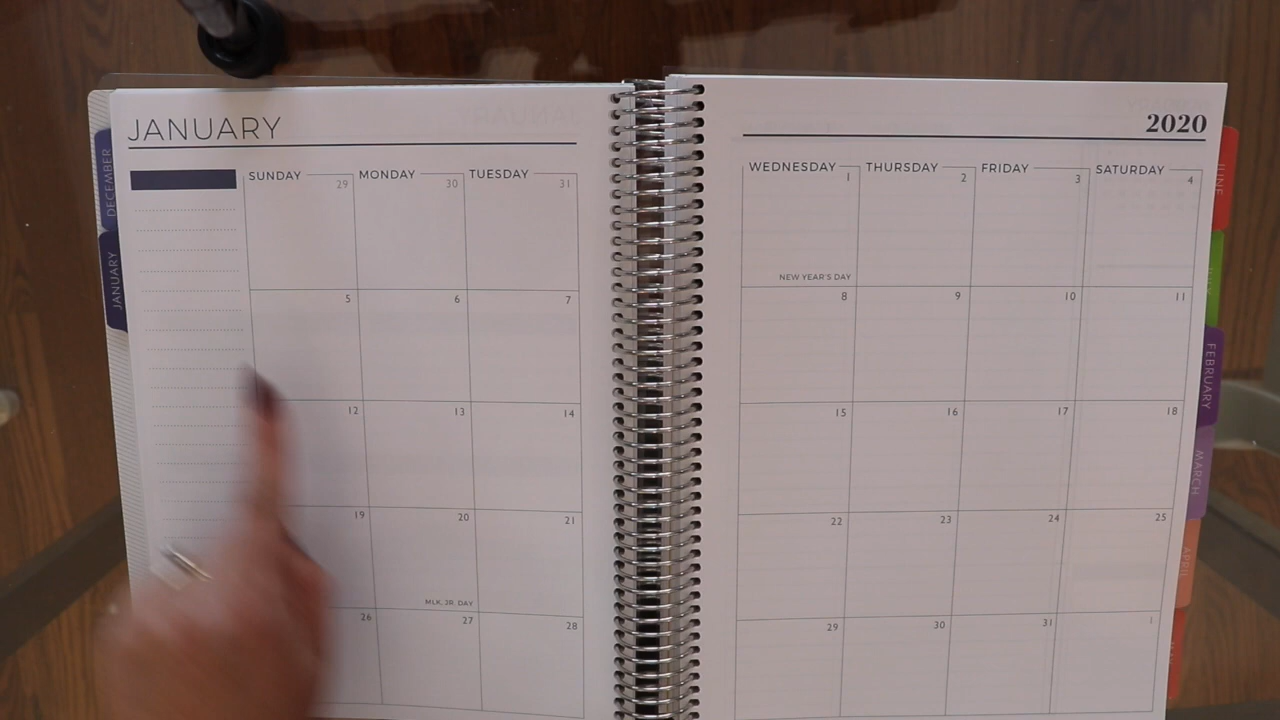 JANUARY
2020
SUNDAY MONDAY TUESDAY WEDNESDAY THURSDAY FRIDAY SATURDAY
29 30 31 1 2 3 4
NEW YEAR'S DAY
5 6 7 8 9 10 11
12 13 14 15 16 17 18
19 20 21 22 23 24 25
MLK, JR. DAY
26 27 28 29 30 31 1
DECEMBER
JANUARY
JUNE
JULY
FEBRUARY
MARCH
APRIL
MAY